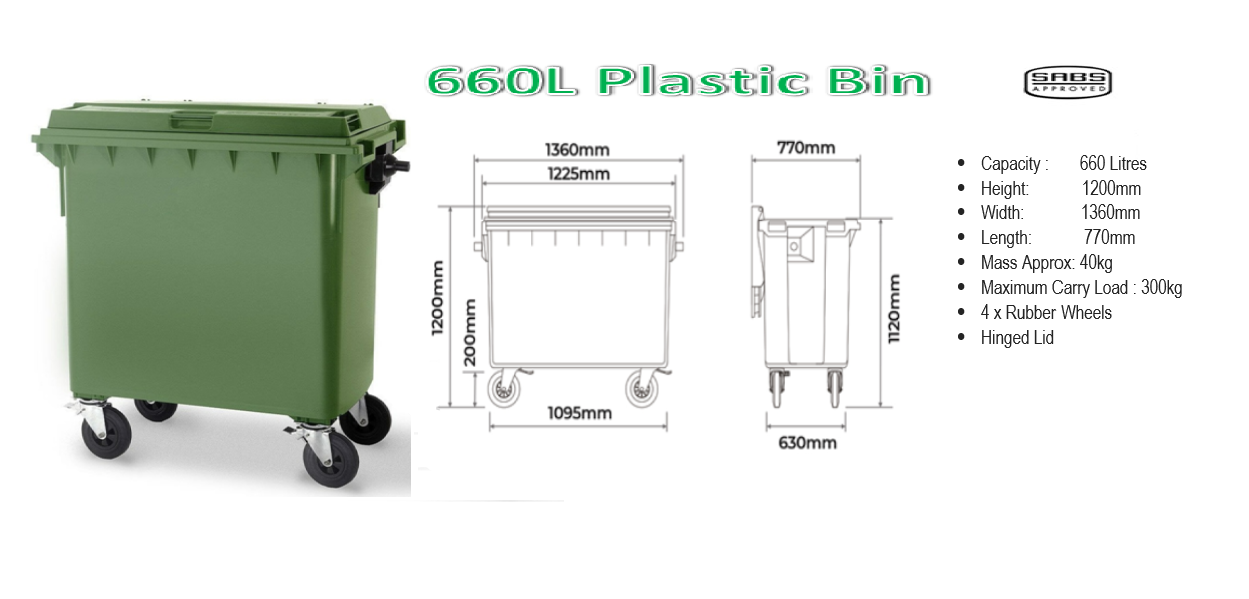 660L Plastic Bin
SABS
APPROVED
1360mm
1225mm
1200mm
200mm
1095mm
770mm
1120mm
630mm
• Capacity : 660 Litres
• Height: 1200mm
• Width: 1360mm
• Length: 770mm
• Mass Approx: 40kg
• Maximum Carry Load : 300kg
• 4 x Rubber Wheels
• Hinged Lid